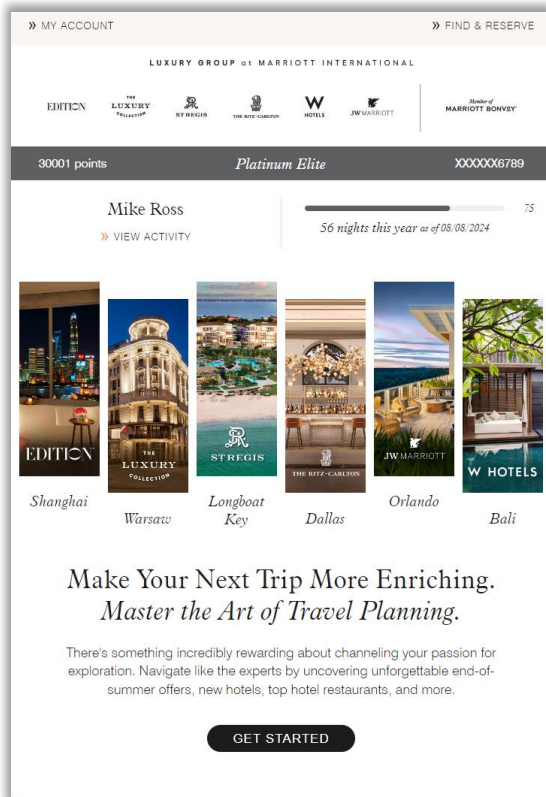 » MY ACCOUNT
» FIND & RESERVE
LUXURY GROUP at MARRIOTT INTERNATIONAL
EDITION
THE
LUXURY
COLLECTION
ST REGIS
THE RITZ-CARLTON
W
HOTELS
JW MARRIOTT
Member of
MARRIOTT BONVOY
30001 points
Platinum Elite
XXXXXX6789
Mike Ross
» VIEW ACTIVITY
75
56 nights this year as of 08/08/2024
EDITION
THE
LUXURY
COLLECTION
ST REGIS
THE RITZ-CARLTON
JW MARRIOTT
W HOTELS
Shanghai
Warsaw
Longboat
Key
Dallas
Orlando
Bali
Make Your Next Trip More Enriching.
Master the Art of Travel Planning.
There's something incredibly rewarding about channeling your passion for
exploration. Navigate like the experts by uncovering unforgettable end-of-
summer offers, new hotels, top hotel restaurants, and more.
GET STARTED